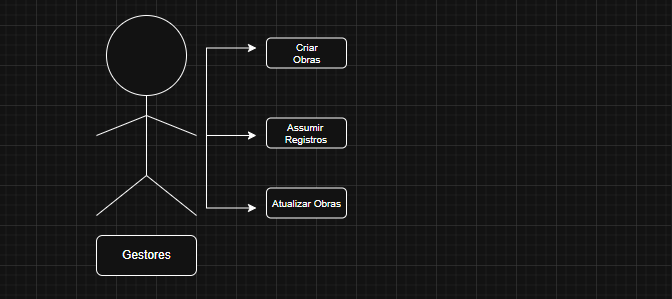 Criar
Obras
Assumir
Registros
Atualizar Obras
Gestores